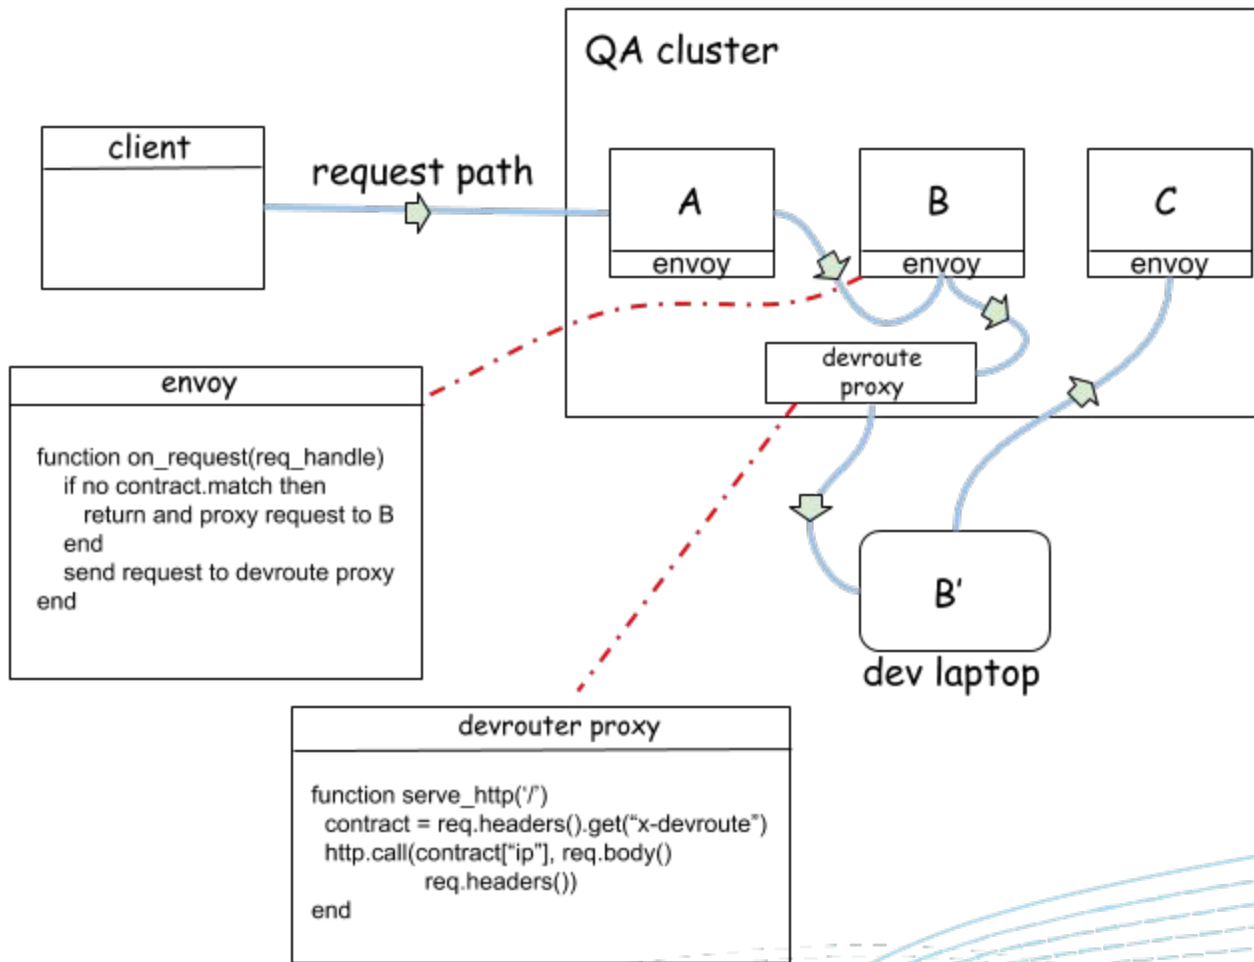 QA cluster
client
request path
A
envoy
B
envoy
C
envoy
devroute
proxy
envoy
function on_request(req_handle)
if no contract.match then
return and proxy request to B
end
send request to devroute proxy
end
B’
dev laptop
devrouter proxy
function serve_http(‘/’)
contract = req.headers().get(“x-devroute”)
http.call(contract[“ip”], req.body()
req.headers())
end